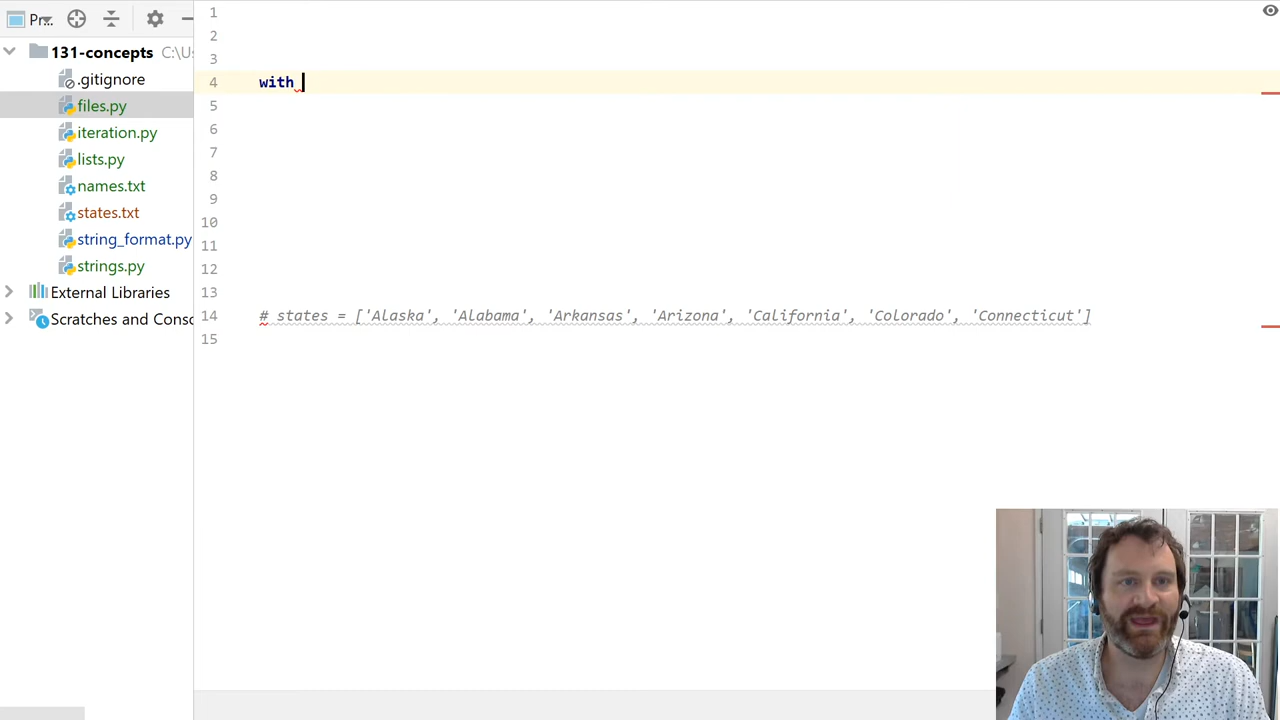 Pr...
131-concepts C:\Us
.gitignore
files.py
iteration.py
lists.py
names.txt
states.txt
string_format.py
strings.py
External Libraries
Scratches and Conso
1
2
3
4 with
5
6
7
8
9
10
11
12
13
14 # states = ['Alaska', 'Alabama', 'Arkansas', 'Arizona', 'California', 'Colorado', 'Connecticut']
15